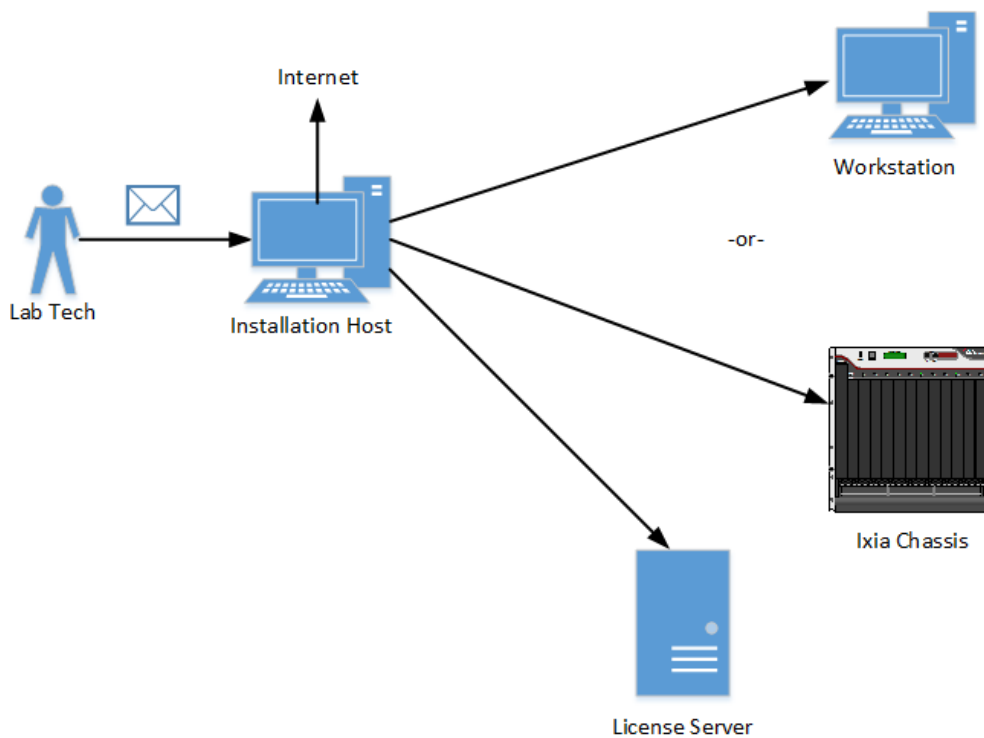 Internet
Workstation
-or-
Lab Tech
Installation Host
Ixia Chassis
License Server